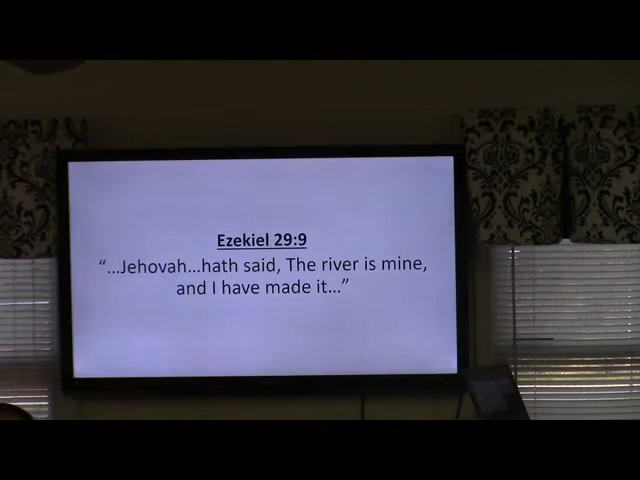 Ezekiel 29:9
“…Jehovah…hath said, The river is mine,
and I have made it…”